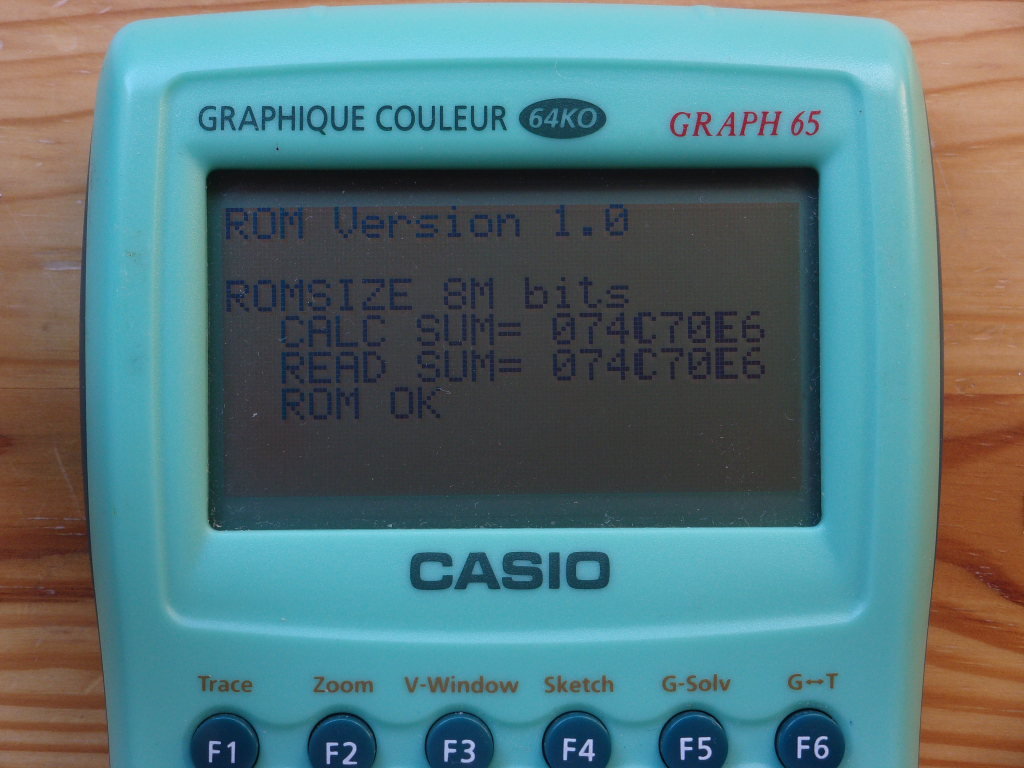 GRAPHIQUE COULEUR 64KO GRAPH 65
ROM Version 1.0
ROMSIZE 8M bits
CALC SUM= 074C70E6
READ SUM= 074C70E6
ROM OK
CASIO
Trace Zoom V-Window Sketch G-Solv G↔T
F1 F2 F3 F4 F5 F6